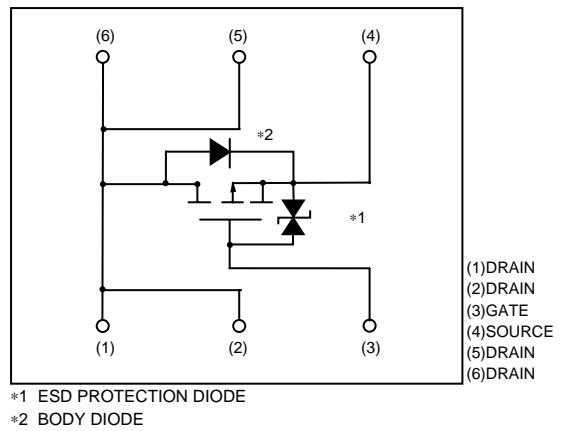 (6) (5) (4)
∗2
∗1
(1) (2) (3)
(1)DRAIN
(2)DRAIN
(3)GATE
(4)SOURCE
(5)DRAIN
(6)DRAIN
∗1 ESD PROTECTION DIODE
∗2 BODY DIODE